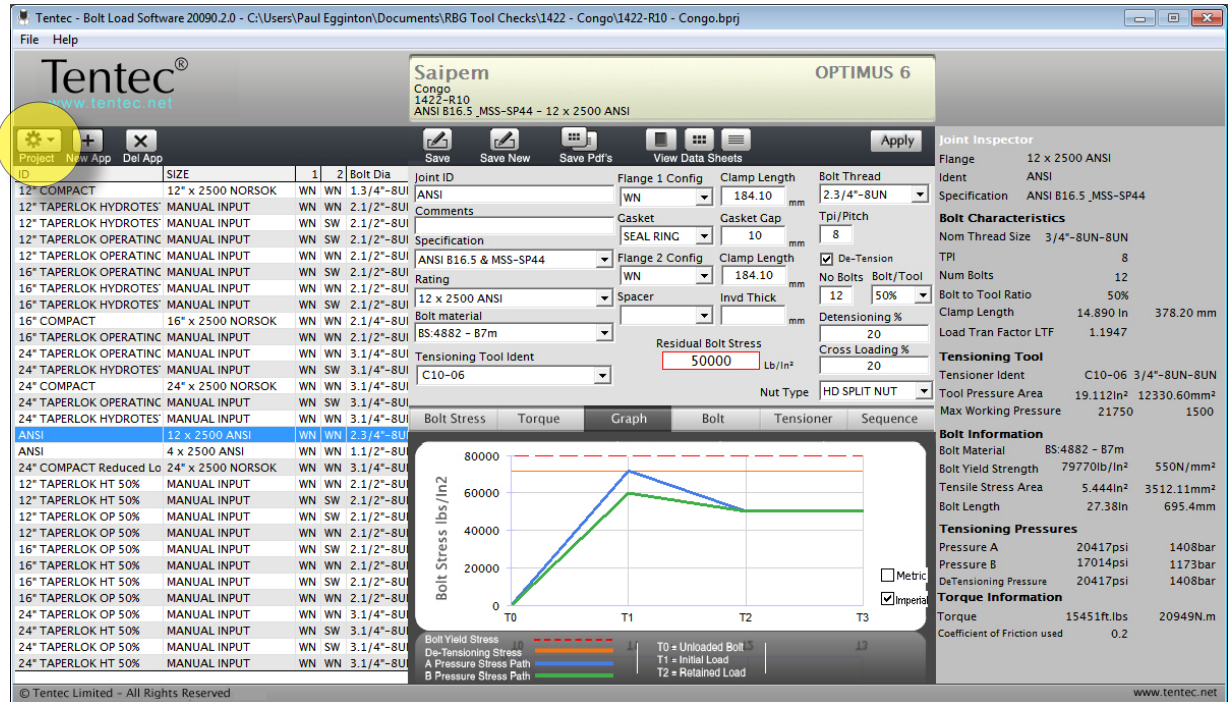 Tentec - Bolt Load Software 20090.2.0 - C:\Users\Paul Egginton\Documents\RBG Tool Checks\1422 - Congo\1422-R10 - Congo.bprj
File Help
Tentec®
www.tentec.net
Saipem OPTIMUS 6
Congo
1422-R10
ANSI B16.5 _MSS-SP44 - 12 x 2500 ANSI
Project New App Del App
Save Save New Save Pdf's View Data Sheets Apply
ID SIZE 1 2 Bolt Dia
12" COMPACT 12" x 2500 NORSOK WN WN 1.3/4"-8U
12" TAPERLOK HYDROTES MANUAL INPUT WN WN 2.1/2"-8U
12" TAPERLOK HYDROTES MANUAL INPUT WN SW 2.1/2"-8U
12" TAPERLOK OPERATINC MANUAL INPUT WN SW 2.1/2"-8U
12" TAPERLOK OPERATINC MANUAL INPUT WN WN 2.1/2"-8U
16" TAPERLOK OPERATINC MANUAL INPUT WN SW 2.1/2"-8U
16" TAPERLOK HYDROTES MANUAL INPUT WN WN 2.1/2"-8U
16" TAPERLOK HYDROTES MANUAL INPUT WN SW 2.1/2"-8U
16" COMPACT 16" x 2500 NORSOK WN WN 2.1/4"-8U
16" TAPERLOK OPERATINC MANUAL INPUT WN WN 2.1/2"-8U
24" TAPERLOK OPERATINC MANUAL INPUT WN WN 3.1/4"-8U
24" TAPERLOK HYDROTES MANUAL INPUT WN SW 3.1/4"-8U
24" COMPACT 24" x 2500 NORSOK WN WN 3.1/4"-8U
24" TAPERLOK OPERATINC MANUAL INPUT WN SW 3.1/4"-8U
24" TAPERLOK HYDROTES MANUAL INPUT WN WN 3.1/4"-8U
ANSI 12 x 2500 ANSI WN WN 2.3/4"-8U
ANSI 4 x 2500 ANSI WN WN 1.1/2"-8U
24" COMPACT Reduced Lo 24" x 2500 NORSOK WN WN 3.1/4"-8U
12" TAPERLOK HT 50% MANUAL INPUT WN WN 2.1/2"-8U
12" TAPERLOK HT 50% MANUAL INPUT WN SW 2.1/2"-8U
12" TAPERLOK OP 50% MANUAL INPUT WN SW 2.1/2"-8U
12" TAPERLOK OP 50% MANUAL INPUT WN WN 2.1/2"-8U
16" TAPERLOK OP 50% MANUAL INPUT WN SW 2.1/2"-8U
16" TAPERLOK HT 50% MANUAL INPUT WN WN 2.1/2"-8U
16" TAPERLOK HT 50% MANUAL INPUT WN SW 2.1/2"-8U
16" TAPERLOK OP 50% MANUAL INPUT WN WN 2.1/2"-8U
24" TAPERLOK OP 50% MANUAL INPUT WN WN 3.1/4"-8U
24" TAPERLOK HT 50% MANUAL INPUT WN SW 3.1/4"-8U
24" TAPERLOK OP 50% MANUAL INPUT WN SW 3.1/4"-8U
24" TAPERLOK HT 50% MANUAL INPUT WN WN 3.1/4"-8U
Joint ID Flange 1 Config Clamp Length Bolt Thread
ANSI WN 184.10 mm 2.3/4"-8UN
Comments Gasket Gasket Gap Tpi/Pitch
SEAL RING 10 mm 8
Specification Flange 2 Config Clamp Length De-Tension
ANSI B16.5 & MSS-SP44 WN 184.10 mm No Bolts Bolt/Tool
Rating Spacer Invd Thick 12 50%
12 x 2500 ANSI mm
Bolt material Detensioning %
BS:4882 - B7m Residual Bolt Stress 20
Tensioning Tool Ident 50000 Lb/In² Cross Loading %
C10-06 20
Nut Type HD SPLIT NUT
Bolt Stress Torque Graph Bolt Tensioner Sequence
Bolt Stress lbs/In2
80000
60000
40000
20000
0
T0 T1 T2 T3
Metric
Imperial
Bolt Yield Stress
De-Tensioning Stress
A Pressure Stress Path
B Pressure Stress Path
T0 = Unloaded Bolt
T1 = Initial Load
T2 = Retained Load
Joint Inspector
Flange 12 x 2500 ANSI
Ident ANSI
Specification ANSI B16.5 _MSS-SP44
Bolt Characteristics
Nom Thread Size 3/4"-8UN-8UN
TPI 8
Num Bolts 12
Bolt to Tool Ratio 50%
Clamp Length 14.890 In 378.20 mm
Load Tran Factor LTF 1.1947
Tensioning Tool
Tensioner Ident C10-06 3/4"-8UN-8UN
Tool Pressure Area 19.112In² 12330.60mm²
Max Working Pressure 21750 1500
Bolt Information
Bolt Material BS:4882 - B7m
Bolt Yield Strength 79770lb/In² 550N/mm²
Tensile Stress Area 5.444In² 3512.11mm²
Bolt Length 27.38In 695.4mm
Tensioning Pressures
Pressure A 20417psi 1408bar
Pressure B 17014psi 1173bar
DeTensioning Pressure 20417psi 1408bar
Torque Information
Torque 15451ft.lbs 20949N.m
Coefficient of Friction used 0.2
© Tentec Limited - All Rights Reserved www.tentec.net